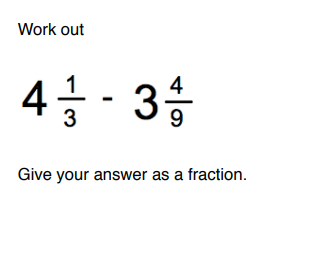 Work out
4 1/3 - 3 4/9
Give your answer as a fraction.